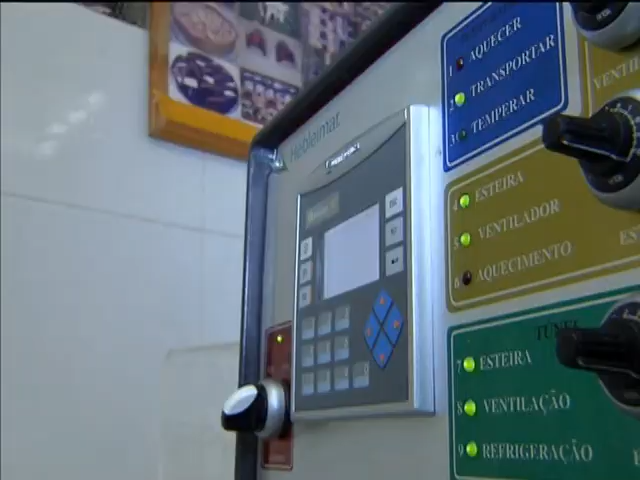 1 AQUECER
2 TRANSPORTAR
3 TEMPERAR
Hebleimar
4 ESTEIRA
5 VENTILADOR
6 AQUECIMENTO
TUNEL
7 ESTEIRA
8 VENTILAÇÃO
9 REFRIGERAÇÃO